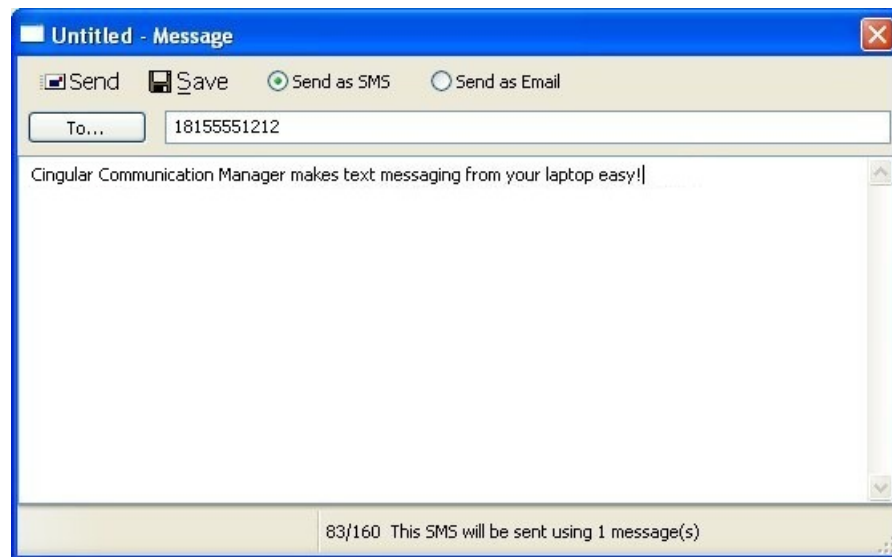 Untitled - Message
Send Save Send as SMS Send as Email
To... 18155551212
Cingular Communication Manager makes text messaging from your laptop easy!
83/160 This SMS will be sent using 1 message(s)